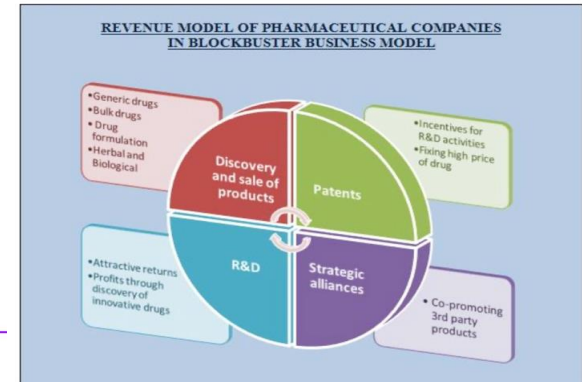 REVENUE MODEL OF PHARMACEUTICAL COMPANIES
IN BLOCKBUSTER BUSINESS MODEL
•Generic drugs
•Bulk drugs
• Drug
formulation
•Herbal and
Biological
Discovery
and sale of
products
Patents
•Incentives for
R&D activities
•Fixing high price
of drug
•Attractive returns
•Profits through
discovery of
innovative drugs
R&D
Strategic
alliances
• Co-promoting
3rd party
products